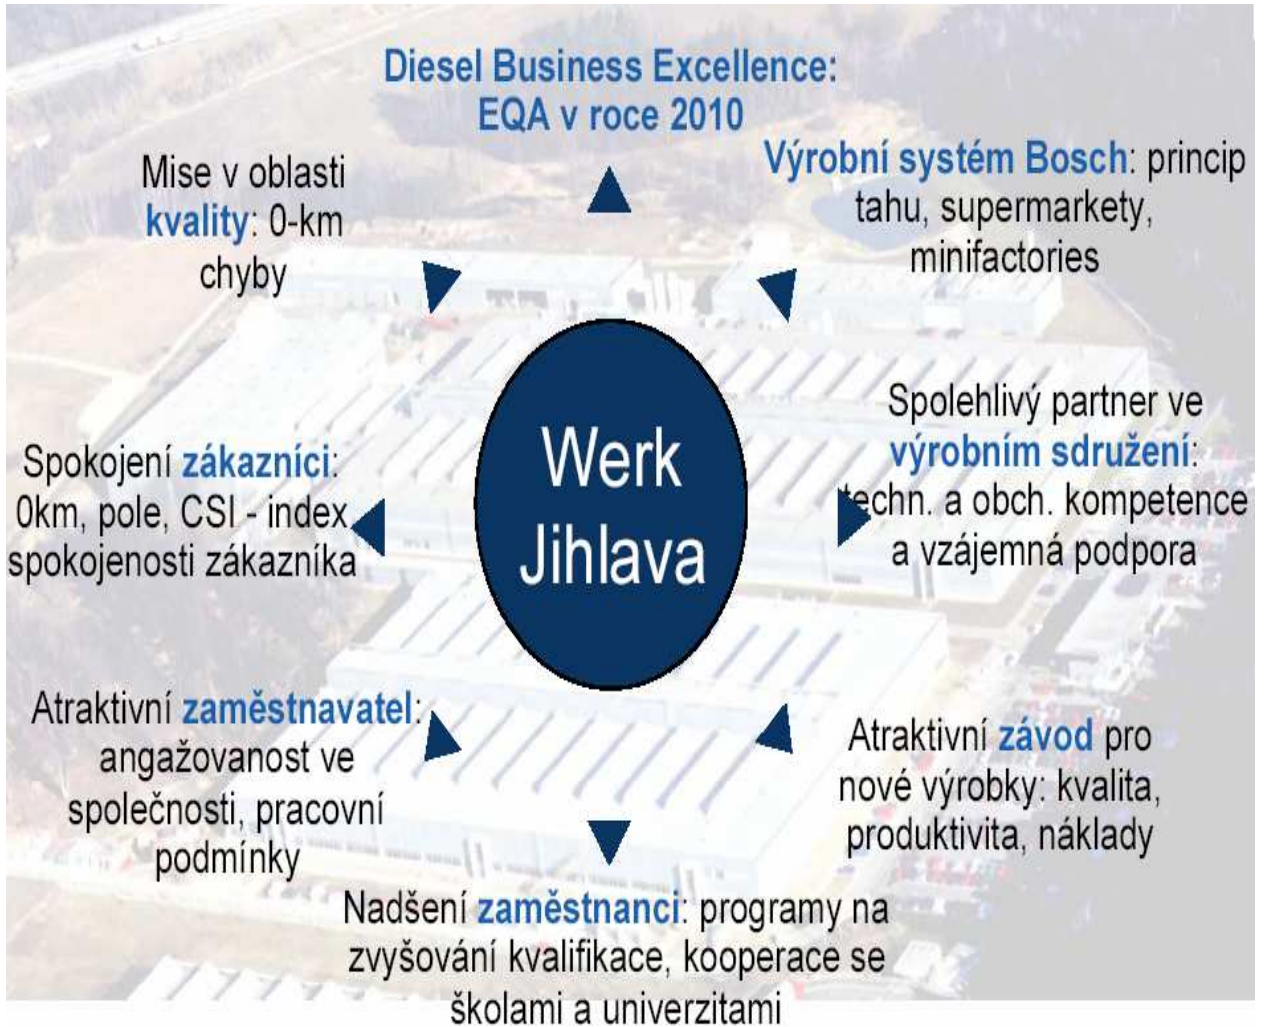 Diesel Business Excellence:
EQA v roce 2010
Mise v oblasti
kvality: 0-km
chyby
Výrobní systém Bosch: princip
tahu, supermarkety,
minifactories
Spokojení zákazníci:
0km, pole, CSI - index
spokojenosti zákazníka
Werk
Jihlava
Spolehlivý partner ve
výrobním sdružení:
techn. a obch. kompetence
a vzájemná podpora
Atraktivní zaměstnavatel:
angažovanost ve
společnosti, pracovní
podmínky
Atraktivní závod pro
nové výrobky: kvalita,
produktivita, náklady
Nadšení zaměstnanci: programy na
zvyšování kvalifikace, kooperace se
školami a univerzitami